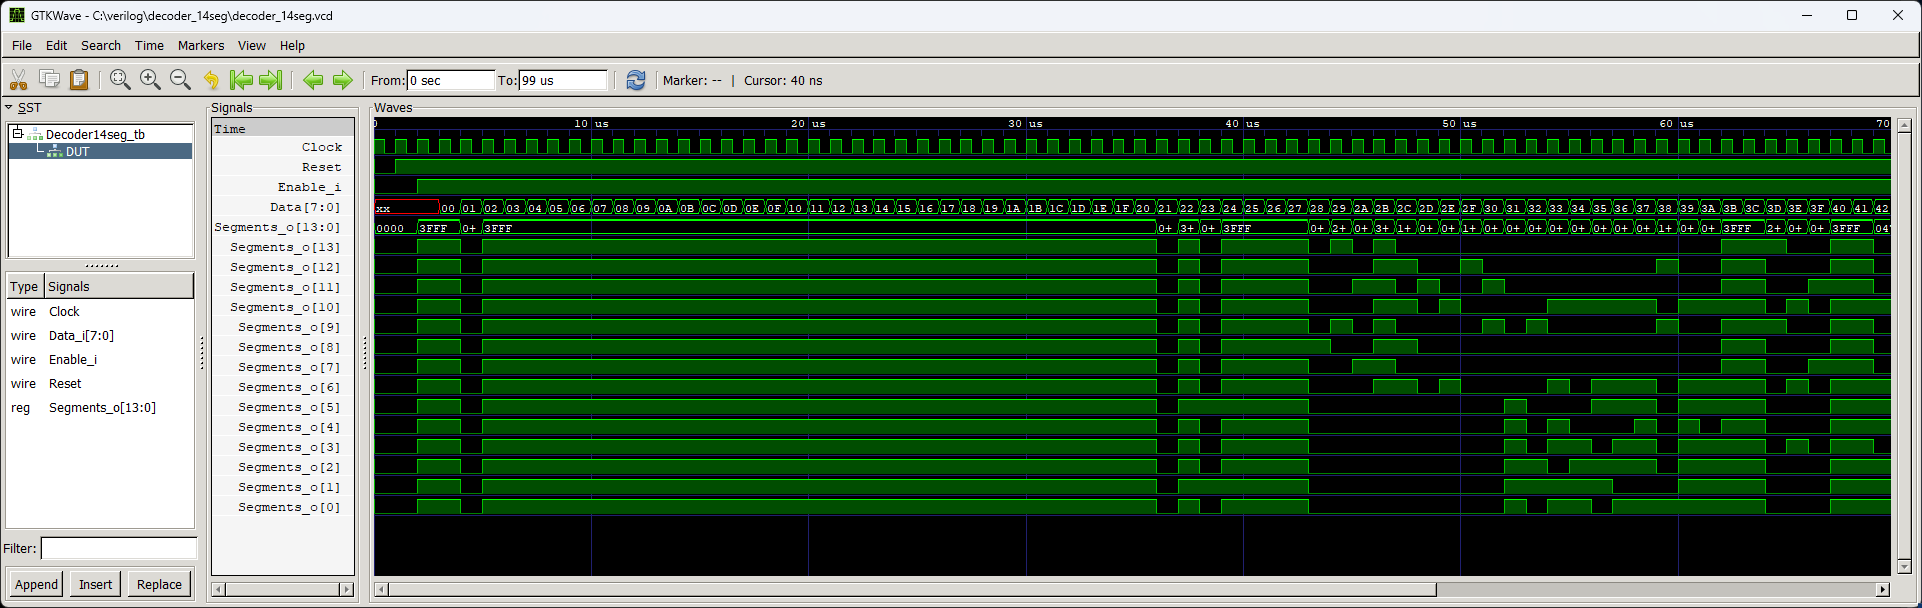 GTKWave - C:\verilog\decoder_14seg\decoder_14seg.vcd
File Edit Search Time Markers View Help
From: 0 sec To: 99 us Marker: -- | Cursor: 40 ns
SST
Decoder14seg_tb
DUT
Type Signals
wire Clock
wire Data_i[7:0]
wire Enable_i
wire Reset
reg Segments_o[13:0]
Filter:
Append Insert Replace
Signals
Time
Clock
Reset
Enable_i
Data[7:0]
Segments_o[13:0]
Segments_o[13]
Segments_o[12]
Segments_o[11]
Segments_o[10]
Segments_o[9]
Segments_o[8]
Segments_o[7]
Segments_o[6]
Segments_o[5]
Segments_o[4]
Segments_o[3]
Segments_o[2]
Segments_o[1]
Segments_o[0]
Waves
0 10 us 20 us 30 us 40 us 50 us 60 us 70
xx 00 01 02 03 04 05 06 07 08 09 0A 0B 0C 0D 0E 0F 10 11 12 13 14 15 16 17 18 19 1A 1B 1C 1D 1E 1F 20 21 22 23 24 25 26 27 28 29 2A 2B 2C 2D 2E 2F 30 31 32 33 34 35 36 37 38 39 3A 3B 3C 3D 3E 3F 40 41 42
0000 3FFF 0+ 3FFF 0+ 3+ 0+ 3FFF 0+ 2+ 0+ 3+ 1+ 0+ 0+ 1+ 0+ 0+ 0+ 0+ 0+ 0+ 0+ 0+ 1+ 0+ 0+ 3FFF 2+ 0+ 0+ 3FFF 04